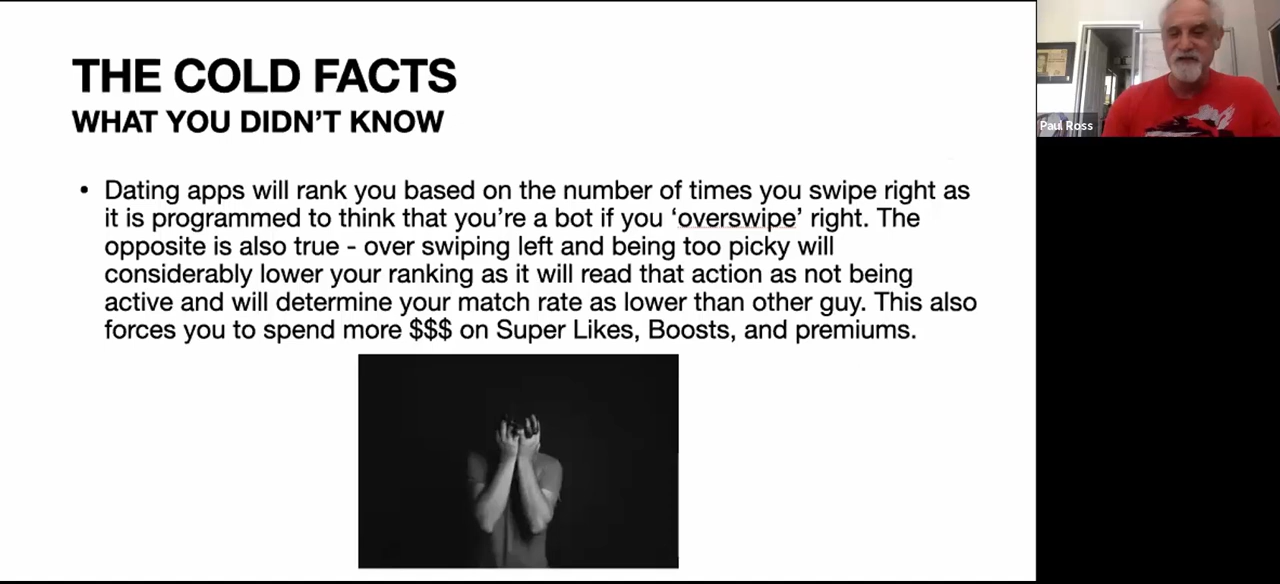 THE COLD FACTS
WHAT YOU DIDN’T KNOW
• Dating apps will rank you based on the number of times you swipe right as
it is programmed to think that you’re a bot if you ‘overswipe’ right. The
opposite is also true - over swiping left and being too picky will
considerably lower your ranking as it will read that action as not being
active and will determine your match rate as lower than other guy. This also
forces you to spend more $$$ on Super Likes, Boosts, and premiums.
Paul Ross